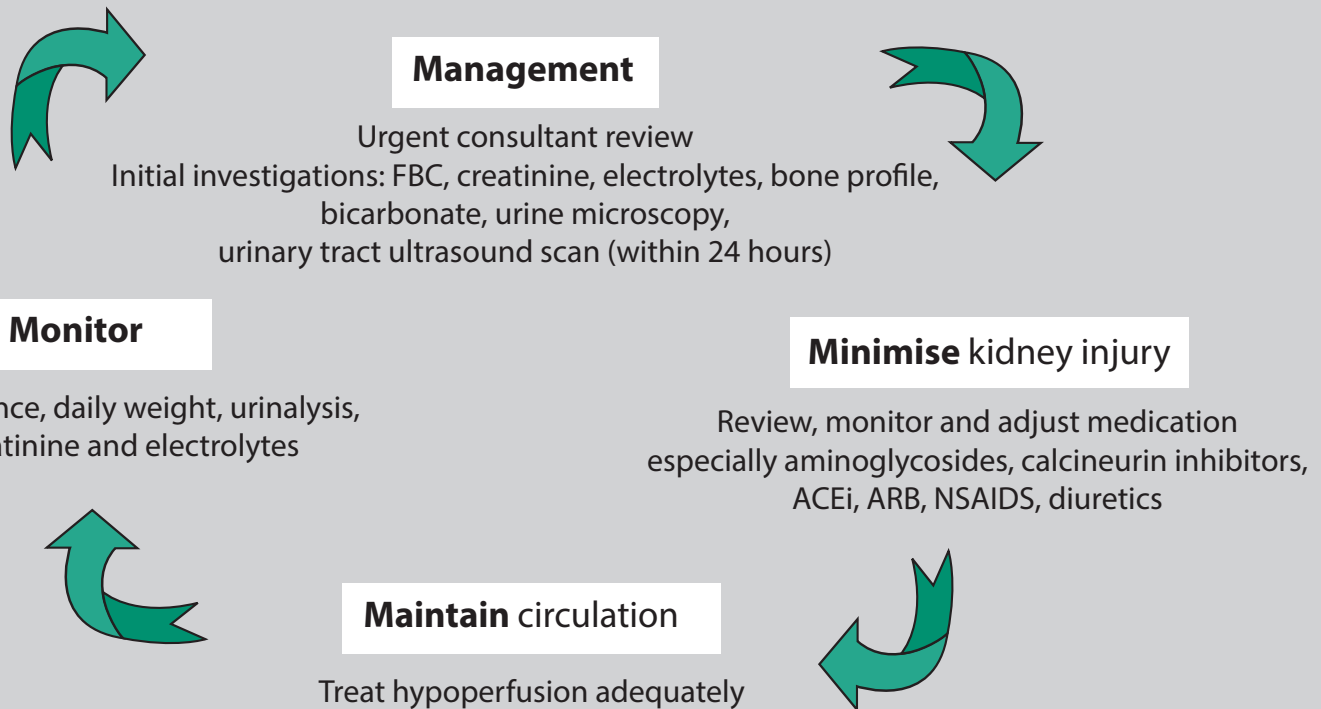 Management
Urgent consultant review
Initial investigations: FBC, creatinine, electrolytes, bone profile,
bicarbonate, urine microscopy,
urinary tract ultrasound scan (within 24 hours)
Monitor
daily weight, urinalysis,
and electrolytes
Minimise kidney injury
Review, monitor and adjust medication
especially aminoglycosides, calcineurin inhibitors,
ACEi, ARB, NSAIDS, diuretics
Maintain circulation
Treat hypoperfusion adequately